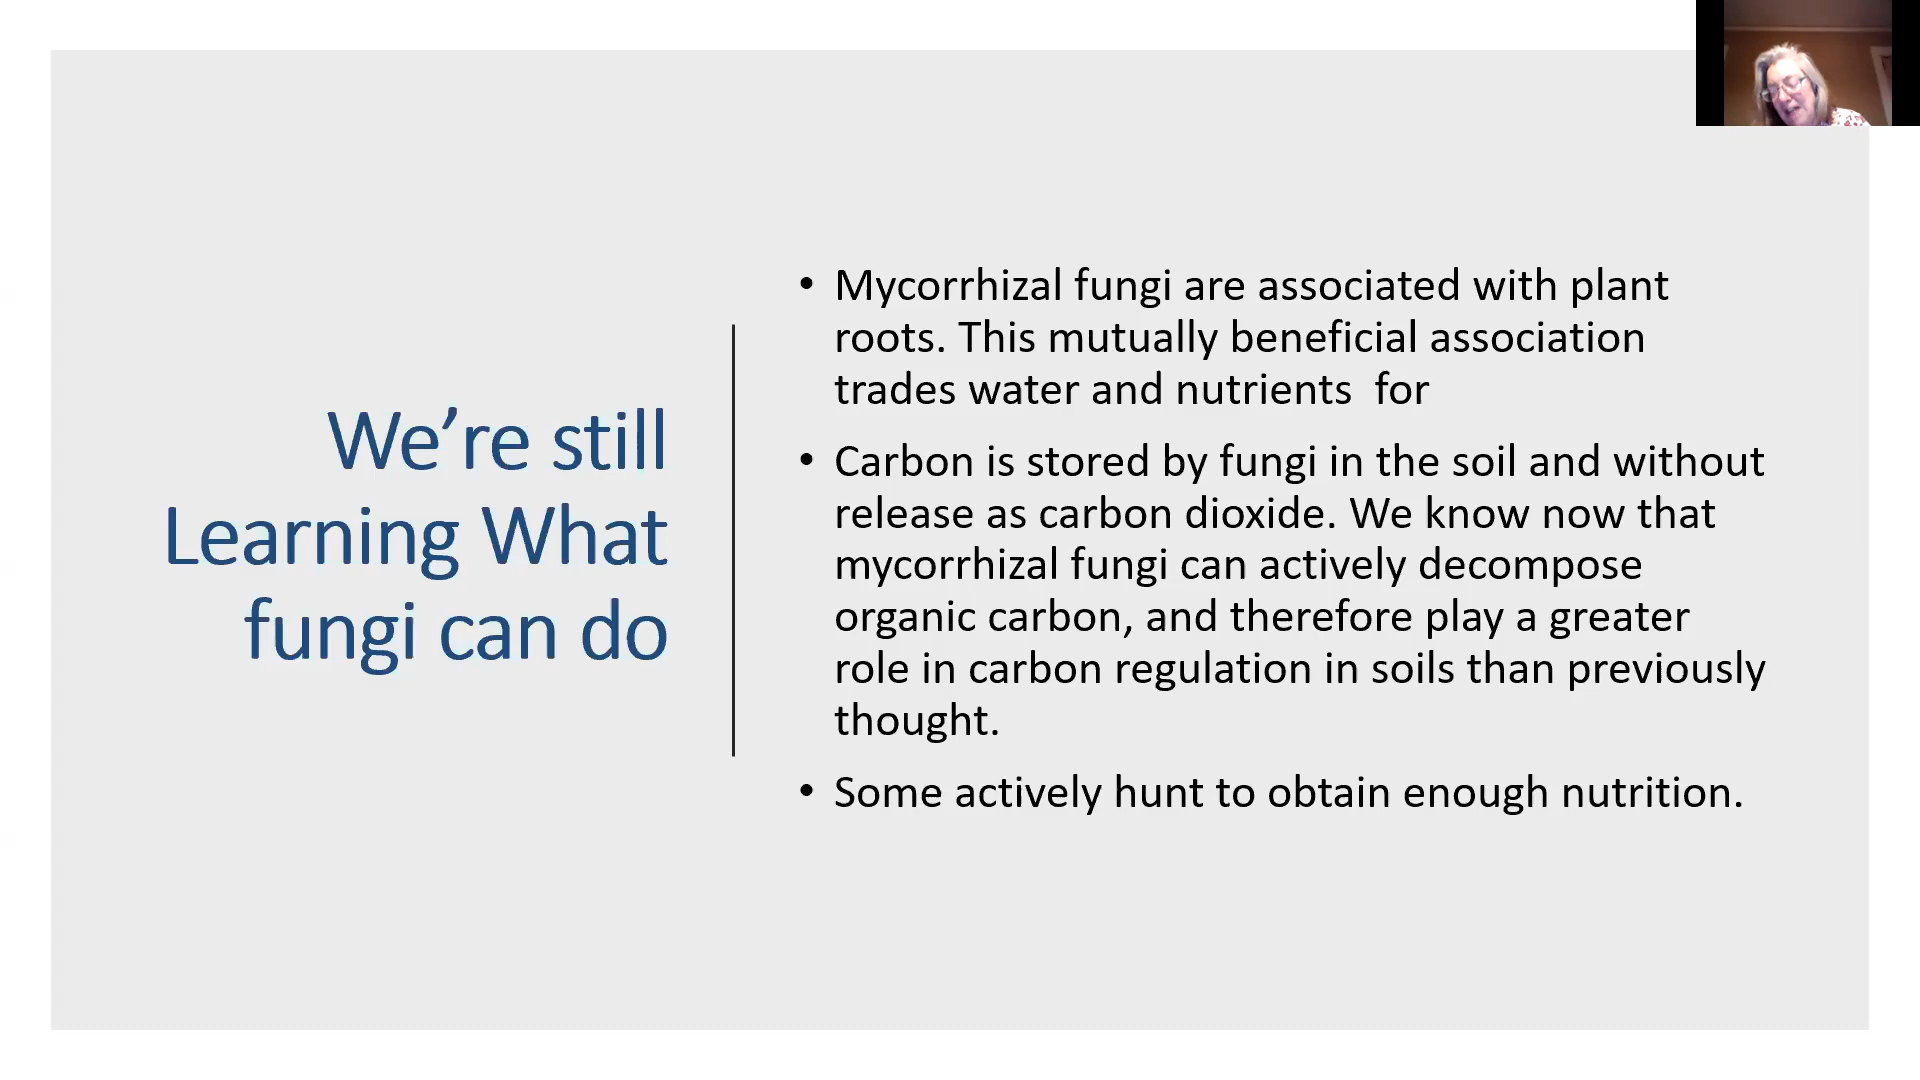 We’re still
Learning What
fungi can do
• Mycorrhizal fungi are associated with plant
roots. This mutually beneficial association
trades water and nutrients  for
• Carbon is stored by fungi in the soil and without
release as carbon dioxide. We know now that
mycorrhizal fungi can actively decompose
organic carbon, and therefore play a greater
role in carbon regulation in soils than previously
thought.
• Some actively hunt to obtain enough nutrition.